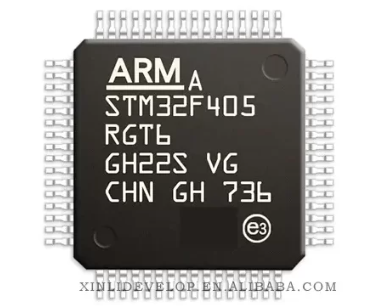 ARM A
STM32F405
RGT6
GH22S VG
CHN GH 736
e3
XINLIDEVELOP.EN.ALIBABA.COM